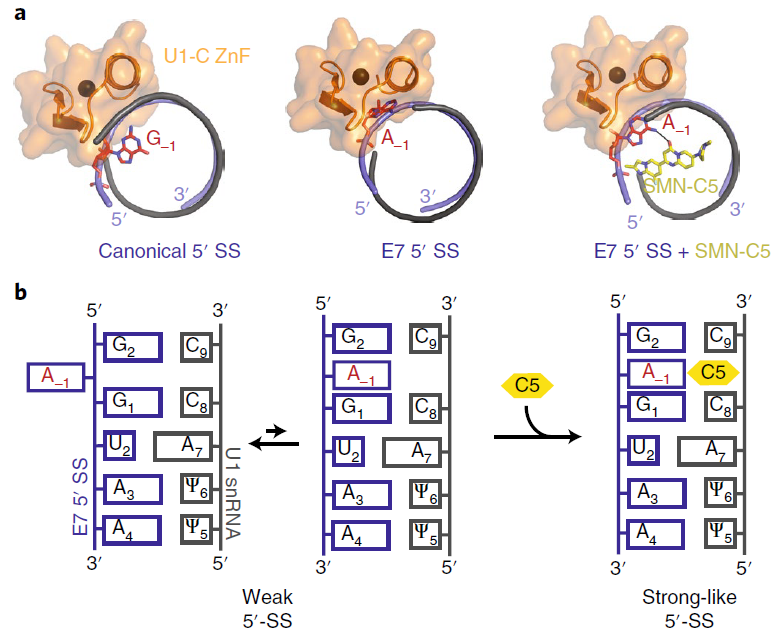 a
U1-C ZnF
G–1
5′
3′
Canonical 5′ SS
A–1
5′
3′
E7 5′ SS
A–1
SMN-C5
5′
3′
E7 5′ SS + SMN-C5
b
5′ 3′
G2 C9
A–1
G1 C8
U2 A7
A3 Ψ6
A4 Ψ5
3′ 5′
E7 5′ SS
U1 snRNA
5′ 3′
G2 C9
A–1
G1 C8
U2 A7
A3 Ψ6
A4 Ψ5
3′ 5′
Weak
5′-SS
C5
5′ 3′
G2 C9
A–1 C5
G1 C8
U2 A7
A3 Ψ6
A4 Ψ5
3′ 5′
Strong-like
5′-SS